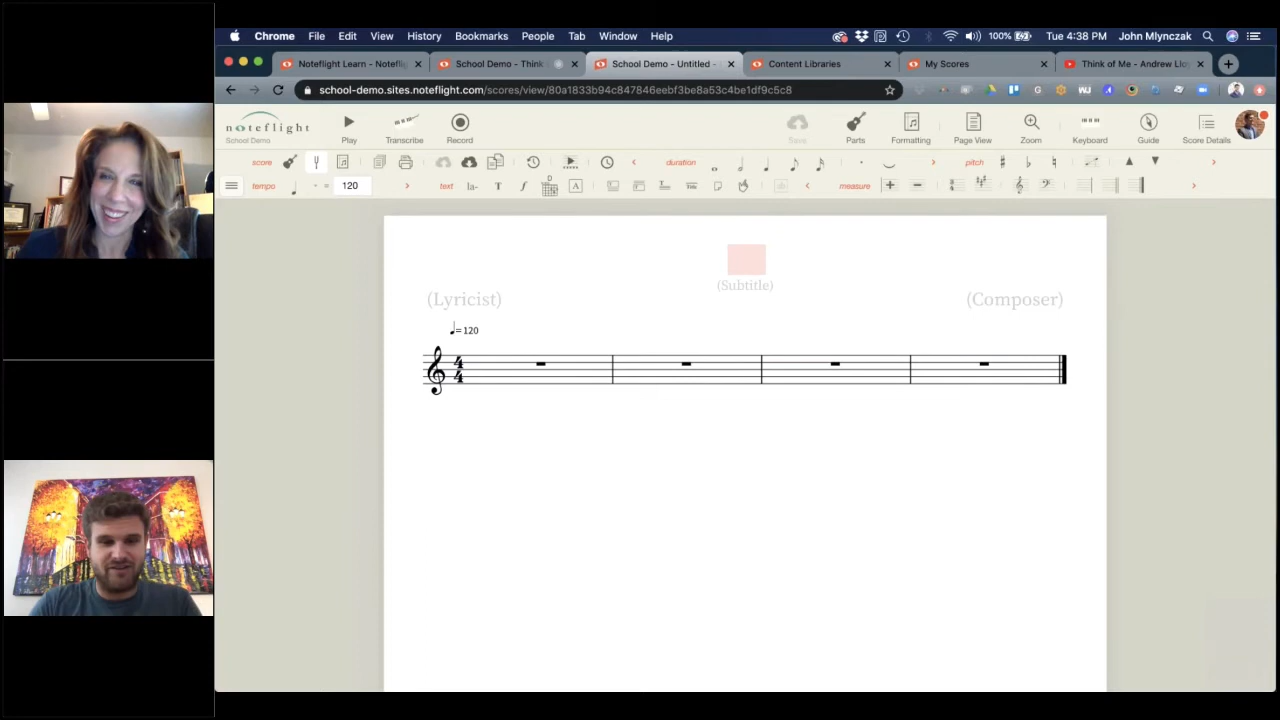 Chrome File Edit View History Bookmarks People Tab Window Help 100% Tue 4:38 PM John Mlynczak
Noteflight Learn - Notefli School Demo - Think School Demo - Untitled - Content Libraries My Scores Think of Me - Andrew Llo
school-demo.sites.noteflight.com/scores/view/80a1833b94c847846eebf3be8a53c4be1df9c5c8
noteflight
School Demo
Play Transcribe Record Save Parts Formatting Page View Zoom Keyboard Guide Score Details
score duration pitch
tempo = 120 text la- T f measure
(Subtitle)
(Lyricist) (Composer)
=120
4
4